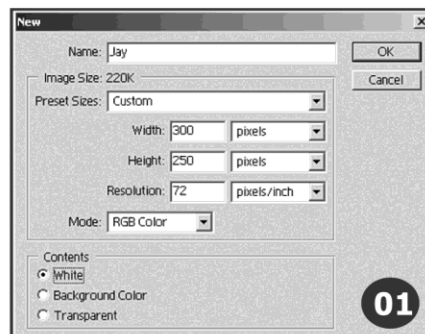 New
Name: Jay
OK
Image Size: 220K
Cancel
Preset Sizes: Custom
Width: 300 pixels
Height: 250 pixels
Resolution: 72 pixels/inch
Mode: RGB Color
Contents
White
Background Color
Transparent
01